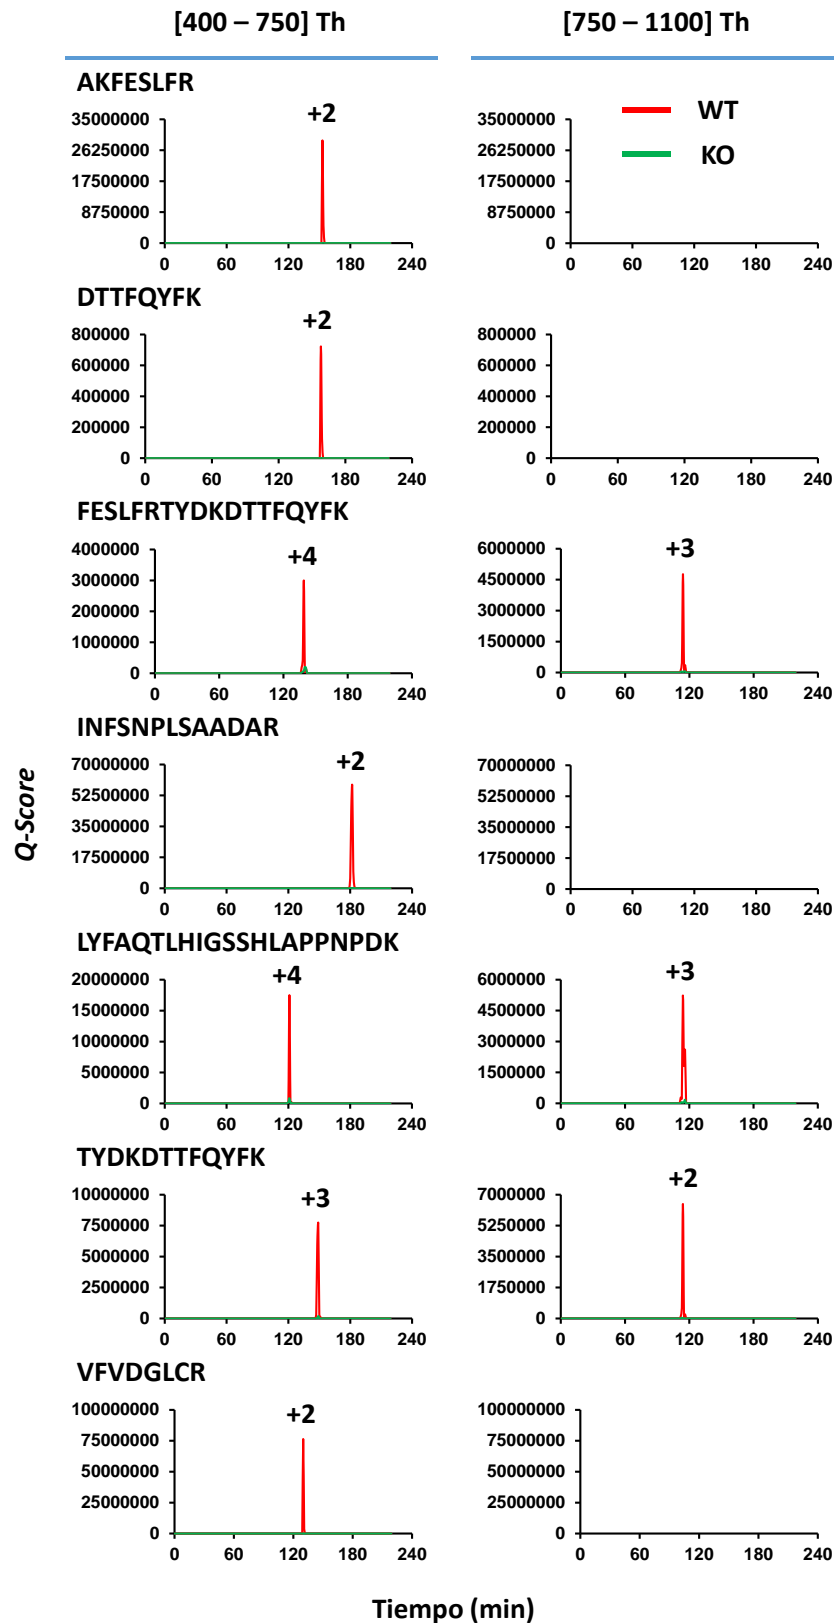 [400 – 750] Th
[750 – 1100] Th
AKFESLFR
+2
35000000
26250000
17500000
8750000
0
0 60 120 180 240
WT
KO
35000000
26250000
17500000
8750000
0
0 60 120 180 240
DTTFQYFK
+2
800000
600000
400000
200000
0
0 60 120 180 240
800000
600000
400000
200000
0
0 60 120 180 240
FESLFRTYDKDTTFQYFK
+4
4000000
3000000
2000000
1000000
0
0 60 120 180 240
+3
6000000
4500000
3000000
1500000
0
0 60 120 180 240
INFSNPLSAADAR
+2
70000000
52500000
35000000
17500000
0
0 60 120 180 240
70000000
52500000
35000000
17500000
0
0 60 120 180 240
Q-Score
LYFAQTLHIGSSHLAPPNPDK
+4
20000000
15000000
10000000
5000000
0
0 60 120 180 240
+3
6000000
4500000
3000000
1500000
0
0 60 120 180 240
TYDKDTTFQYFK
+3
10000000
7500000
5000000
2500000
0
0 60 120 180 240
+2
7000000
5250000
3500000
1750000
0
0 60 120 180 240
VFVDGLCR
+2
100000000
75000000
50000000
25000000
0
0 60 120 180 240
100000000
75000000
50000000
25000000
0
0 60 120 180 240
Tiempo (min)